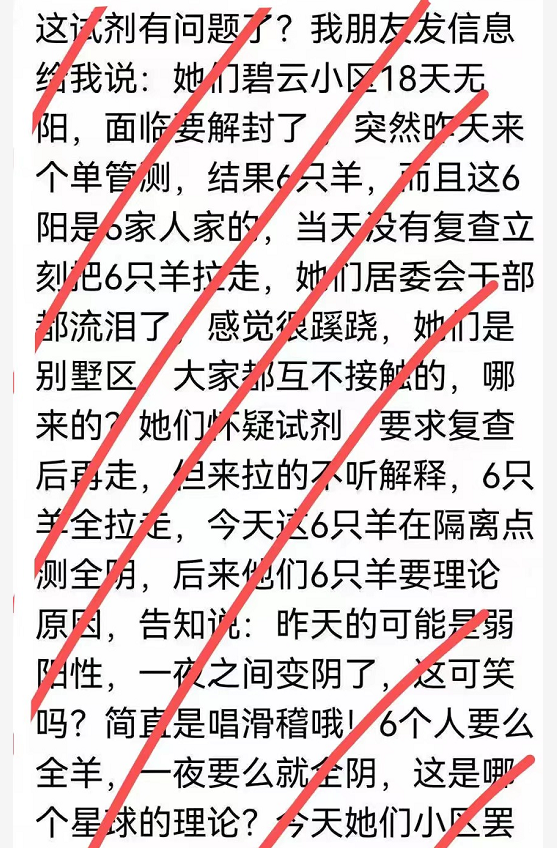 这试剂有问题了？我朋友发信息
给我说：她们碧云小区18天无
阳，面临要解封了，突然昨天来
个单管测，结果6只羊，而且这6
阳是6家人家的，当天没有复查立
刻把6只羊拉走，她们居委会干部
都流泪了，感觉很蹊跷，她们是
别墅区，大家都互不接触的，哪
来的？她们怀疑试剂，要求复查
后再走，但来拉的不听解释，6只
羊全拉走，今天这6只羊在隔离点
测全阴，后来他们6只羊要理论
原因，告知说：昨天的可能是弱
阳性，一夜之间变阴了，这可笑
吗？简直是唱滑稽哦！6个人要么
全羊，一夜要么就全阴，这是哪
个星球的理论？今天她们小区罢